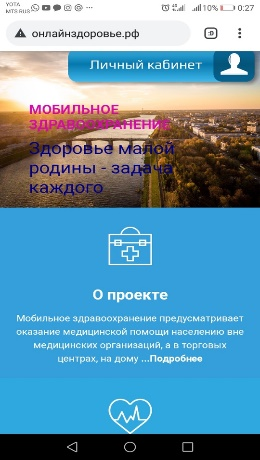 YOTA
MTS RUS
10% 0:27
онлайнздоровье.рф
Личный кабинет
МОБИЛЬНОЕ
ЗДРАВООХРАНЕНИЕ
Здоровье малой
родины - задача
каждого
О проекте
Мобильное здравоохранение предусматривает
оказание медицинской помощи населению вне
медицинских организаций, а в торговых
центрах, на дому ...Подробнее